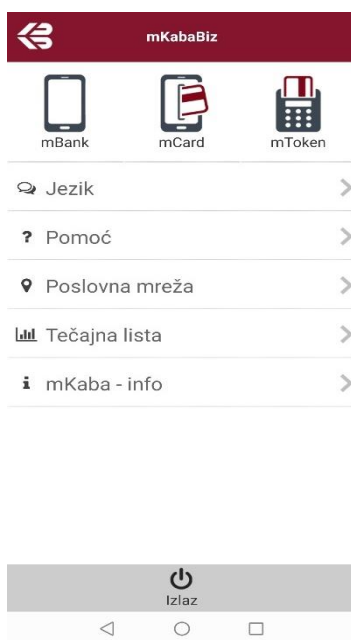 mKabaBiz
mBank mCard mToken
Jezik
Pomoć
Poslovna mreža
Tečajna lista
mKaba - info
Izlaz